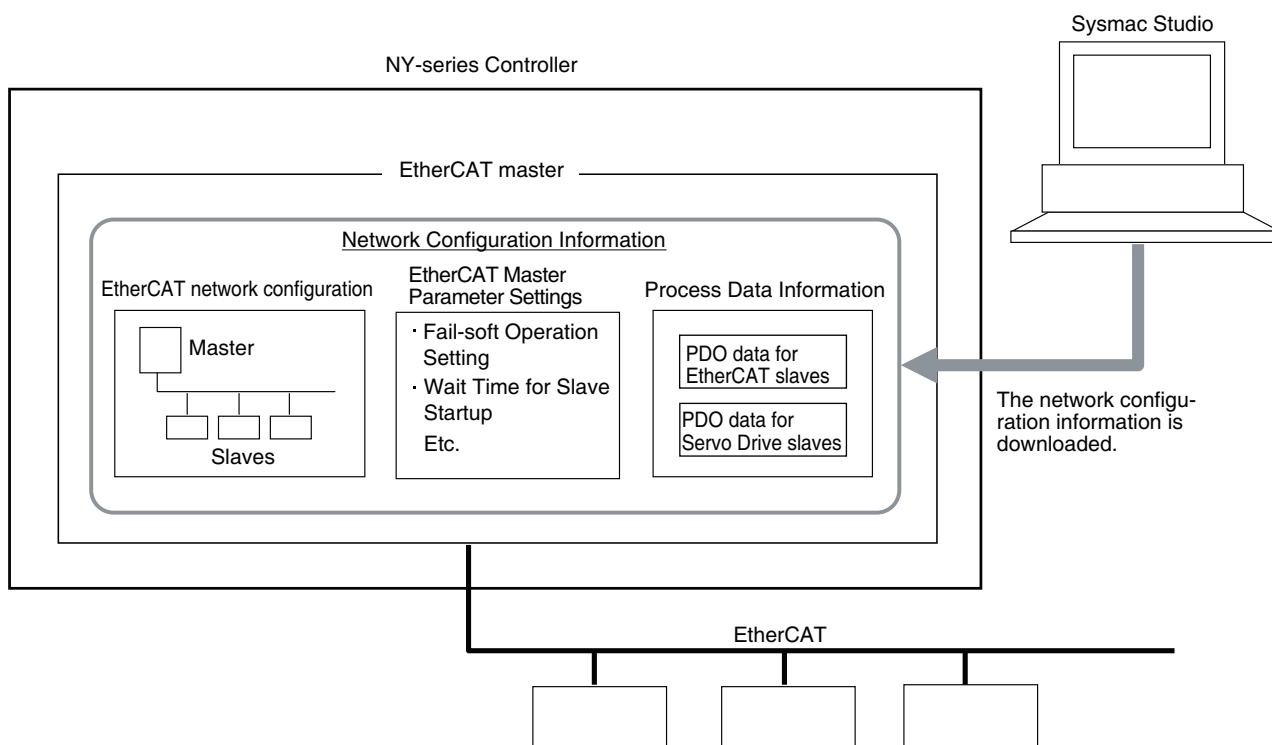 Sysmac Studio
NY-series Controller
EtherCAT master
Network Configuration Information
EtherCAT network configuration
Master
Slaves
EtherCAT Master
Parameter Settings
· Fail-soft Operation
Setting
· Wait Time for Slave
Startup
Etc.
Process Data Information
PDO data for
EtherCAT slaves
PDO data for
Servo Drive slaves
The network configu-
ration information is
downloaded.
EtherCAT